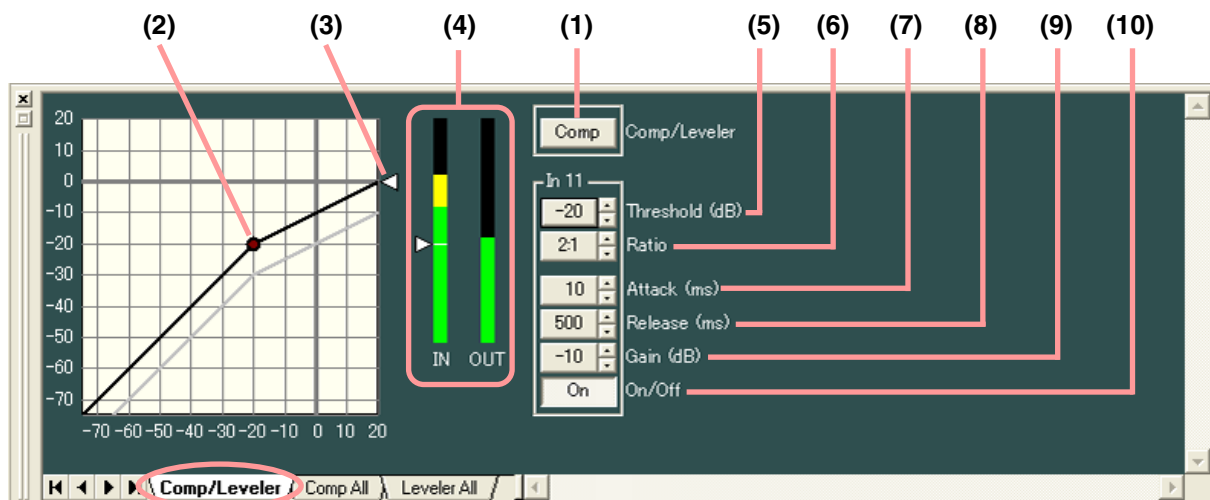 (2) (3) (4) (1) (5) (6) (7) (8) (9) (10)
20
10
0
-10
-20
-30
-40
-50
-60
-70
-70 -60 -50 -40 -30 -20 -10 0 10 20
IN OUT
Comp Comp/Leveler
In 11
-20 Threshold (dB)
2:1 Ratio
10 Attack (ms)
500 Release (ms)
-10 Gain (dB)
On On/Off
Comp/Leveler Comp All Leveler All